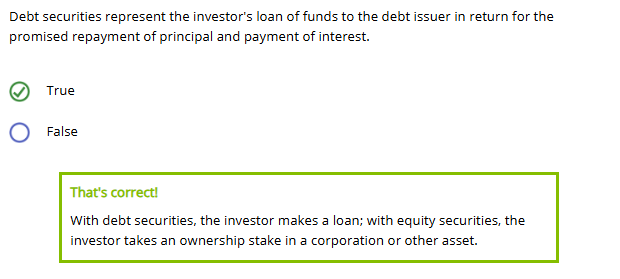 Debt securities represent the investor's loan of funds to the debt issuer in return for the
promised repayment of principal and payment of interest.
True
False
That's correct!
With debt securities, the investor makes a loan; with equity securities, the
investor takes an ownership stake in a corporation or other asset.